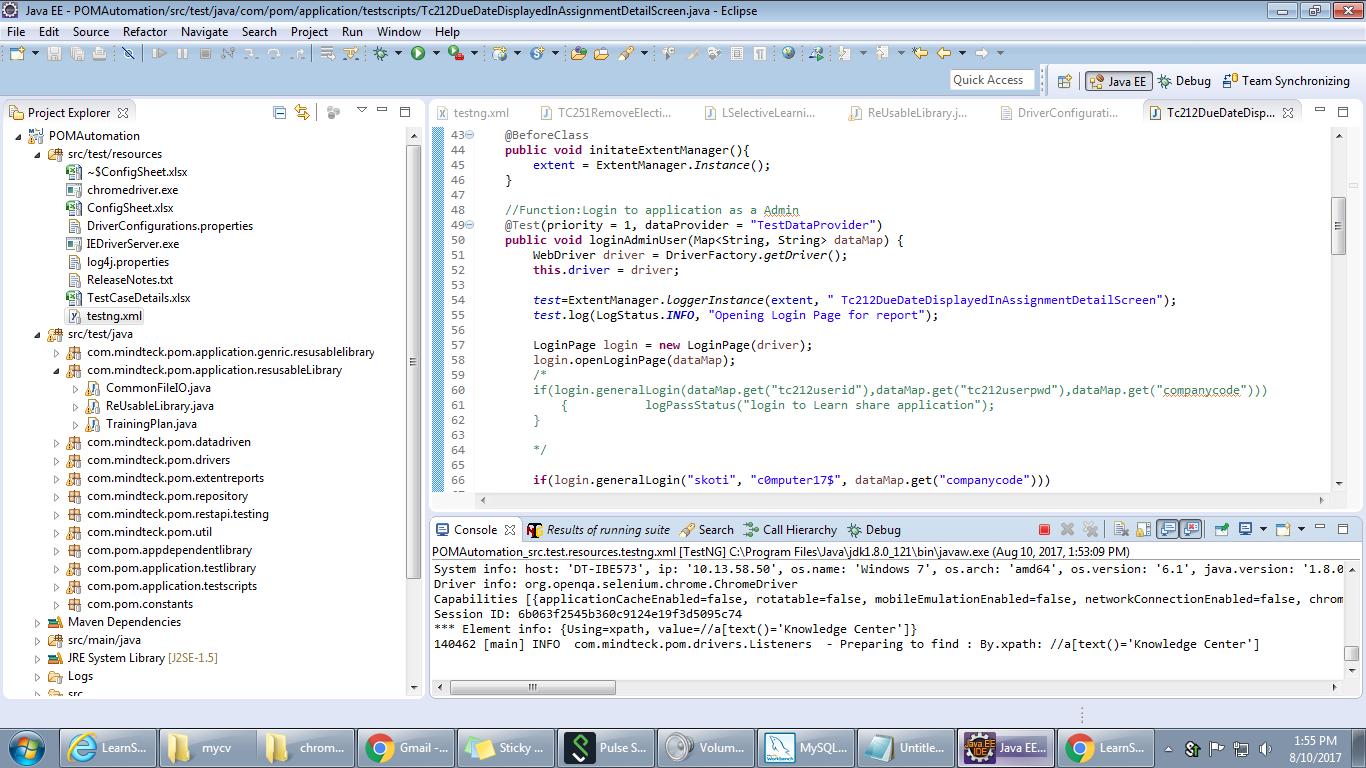 Java EE - POMAutomation/src/test/java/com/pom/application/testscripts/Tc212DueDateDisplayedInAssignmentDetailScreen.java - Eclipse
File Edit Source Refactor Navigate Search Project Run Window Help
Quick Access
Java EE Debug Team Synchronizing
Project Explorer
POMAutomation
src/test/resources
~$ConfigSheet.xlsx
chromedriver.exe
ConfigSheet.xlsx
DriverConfigurations.properties
IEDriverServer.exe
log4j.properties
ReleaseNotes.txt
TestCaseDetails.xlsx
testng.xml
src/test/java
com.mindteck.pom.application.genric.resusablelibrary
com.mindteck.pom.application.resusableLibrary
CommonFileIO.java
ReUsableLibrary.java
TrainingPlan.java
com.mindteck.pom.datadriven
com.mindteck.pom.drivers
com.mindteck.pom.extentreports
com.mindteck.pom.repository
com.mindteck.pom.restapi.testing
com.mindteck.pom.util
com.pom.appdependentlibrary
com.pom.application.testlibrary
com.pom.application.testscripts
com.pom.constants
Maven Dependencies
src/main/java
JRE System Library [J2SE-1.5]
Logs
src
testng.xml TC251RemoveElecti... LSelectiveLearni... ReUsableLibrary.j... DriverConfigurati... Tc212DueDateDisp...
43 @BeforeClass
44 public void initateExtentManager(){
45 extent = ExtentManager.Instance();
46 }
47
48 //Function:Login to application as a Admin
49 @Test(priority = 1, dataProvider = "TestDataProvider")
50 public void loginAdminUser(Map<String, String> dataMap) {
51 WebDriver driver = DriverFactory.getDriver();
52 this.driver = driver;
53
54 test=ExtentManager.loggerInstance(extent, " Tc212DueDateDisplayedInAssignmentDetailScreen");
55 test.log(LogStatus.INFO, "Opening Login Page for report");
56
57 LoginPage login = new LoginPage(driver);
58 login.openLoginPage(dataMap);
59 /*
60 if(login.generalLogin(dataMap.get("tc212userid"),dataMap.get("tc212userpwd"),dataMap.get("companycode")))
61 { logPassStatus("login to Learn share application");
62 }
63
64 */
65
66 if(login.generalLogin("skoti", "c0mputer17$", dataMap.get("companycode")))
Console Results of running suite Search Call Hierarchy Debug
POMAutomation_src.test.resources.testng.xml [TestNG] C:\Program Files\Java\jdk1.8.0_121\bin\javaw.exe (Aug 10, 2017, 1:53:09 PM)
System info: host: 'DT-IBE573', ip: '10.13.58.50', os.name: 'Windows 7', os.arch: 'amd64', os.version: '6.1', java.version: '1.8.0
Driver info: org.openqa.selenium.chrome.ChromeDriver
Capabilities [{applicationCacheEnabled=false, rotatable=false, mobileEmulationEnabled=false, networkConnectionEnabled=false, chrom
Session ID: 6b063f2545b360c9124e19f3d5095c74
*** Element info: {Using=xpath, value=//a[text()='Knowledge Center']}
140462 [main] INFO com.mindteck.pom.drivers.Listeners - Preparing to find : By.xpath: //a[text()='Knowledge Center']
LearnS... mycv chrom... Gmail -... Sticky ... Pulse S... Volum... MySQL... Untitle... Java EE... LearnS...
1:55 PM
8/10/2017